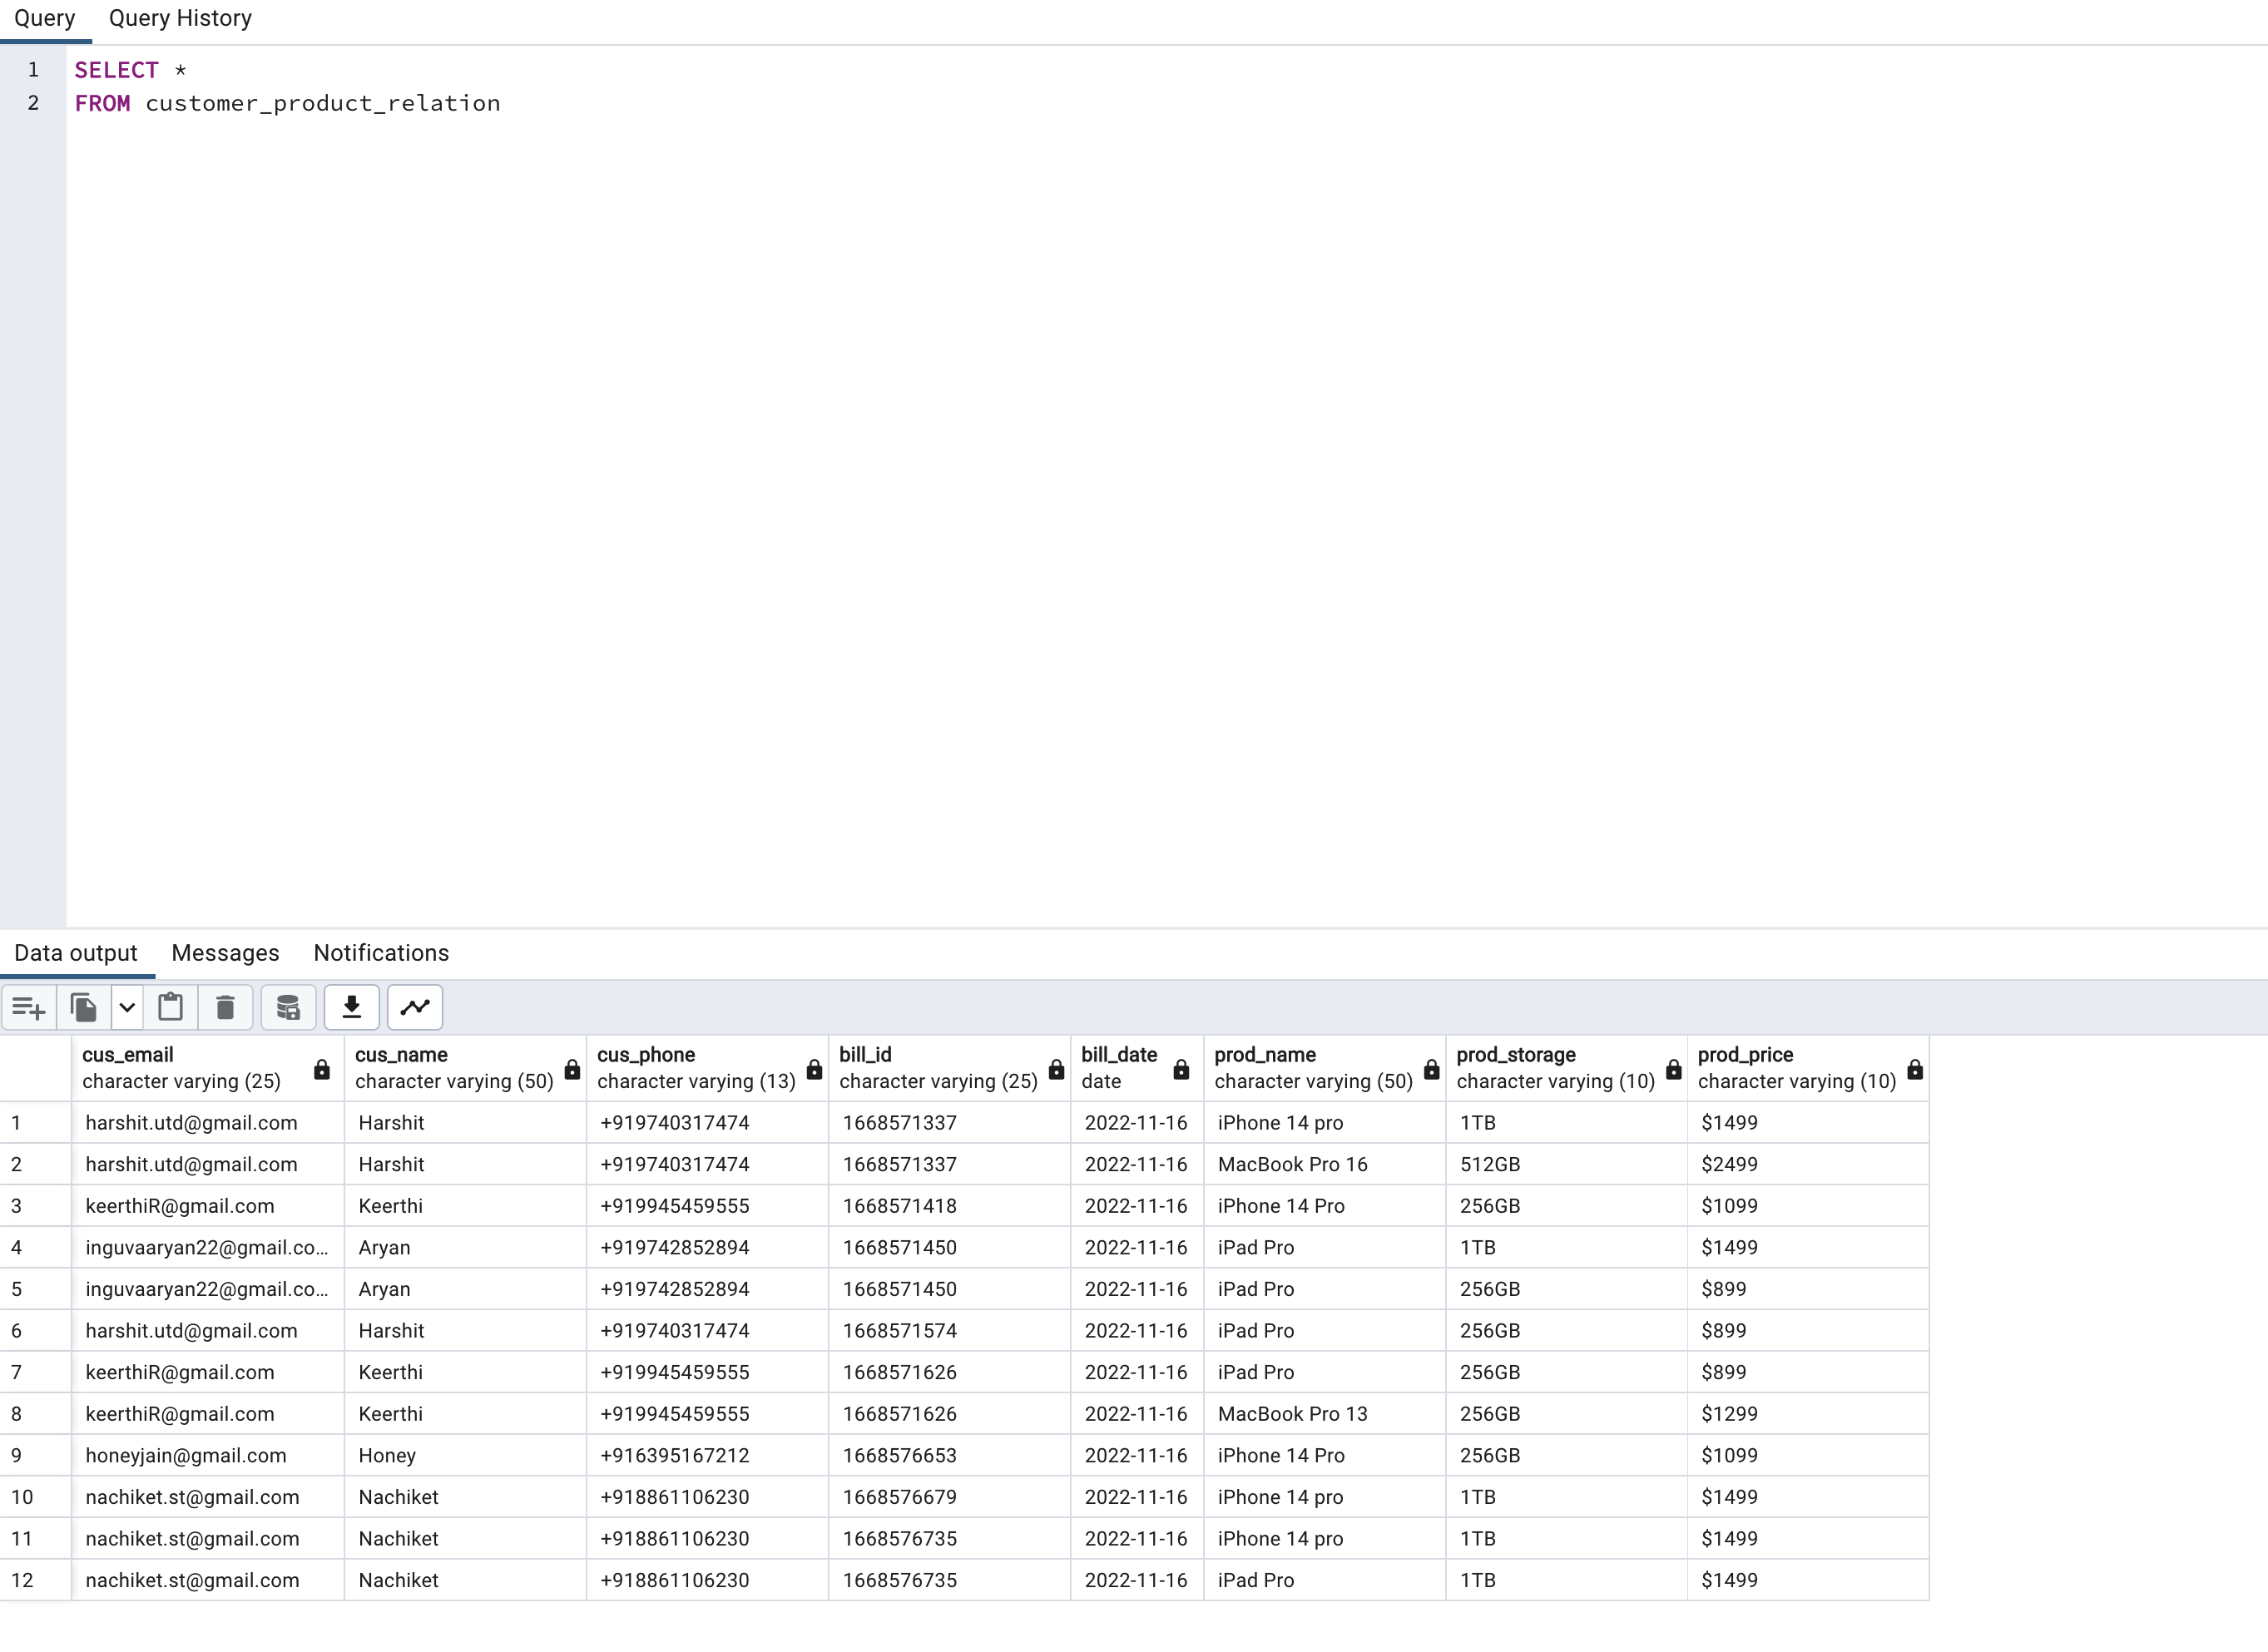 Query Query History
1 SELECT *
2 FROM customer_product_relation
Data output Messages Notifications
cus_email cus_name cus_phone bill_id bill_date prod_name prod_storage prod_price
character varying (25) character varying (50) character varying (13) character varying (25) date character varying (50) character varying (10) character varying (10)
1 harshit.utd@gmail.com Harshit +919740317474 1668571337 2022-11-16 iPhone 14 pro 1TB $1499
2 harshit.utd@gmail.com Harshit +919740317474 1668571337 2022-11-16 MacBook Pro 16 512GB $2499
3 keerthiR@gmail.com Keerthi +919945459555 1668571418 2022-11-16 iPhone 14 Pro 256GB $1099
4 inguvaaryan22@gmail.co... Aryan +919742852894 1668571450 2022-11-16 iPad Pro 1TB $1499
5 inguvaaryan22@gmail.co... Aryan +919742852894 1668571450 2022-11-16 iPad Pro 256GB $899
6 harshit.utd@gmail.com Harshit +919740317474 1668571574 2022-11-16 iPad Pro 256GB $899
7 keerthiR@gmail.com Keerthi +919945459555 1668571626 2022-11-16 iPad Pro 256GB $899
8 keerthiR@gmail.com Keerthi +919945459555 1668571626 2022-11-16 MacBook Pro 13 256GB $1299
9 honeyjain@gmail.com Honey +916395167212 1668576653 2022-11-16 iPhone 14 Pro 256GB $1099
10 nachiket.st@gmail.com Nachiket +918861106230 1668576679 2022-11-16 iPhone 14 pro 1TB $1499
11 nachiket.st@gmail.com Nachiket +918861106230 1668576735 2022-11-16 iPhone 14 pro 1TB $1499
12 nachiket.st@gmail.com Nachiket +918861106230 1668576735 2022-11-16 iPad Pro 1TB $1499